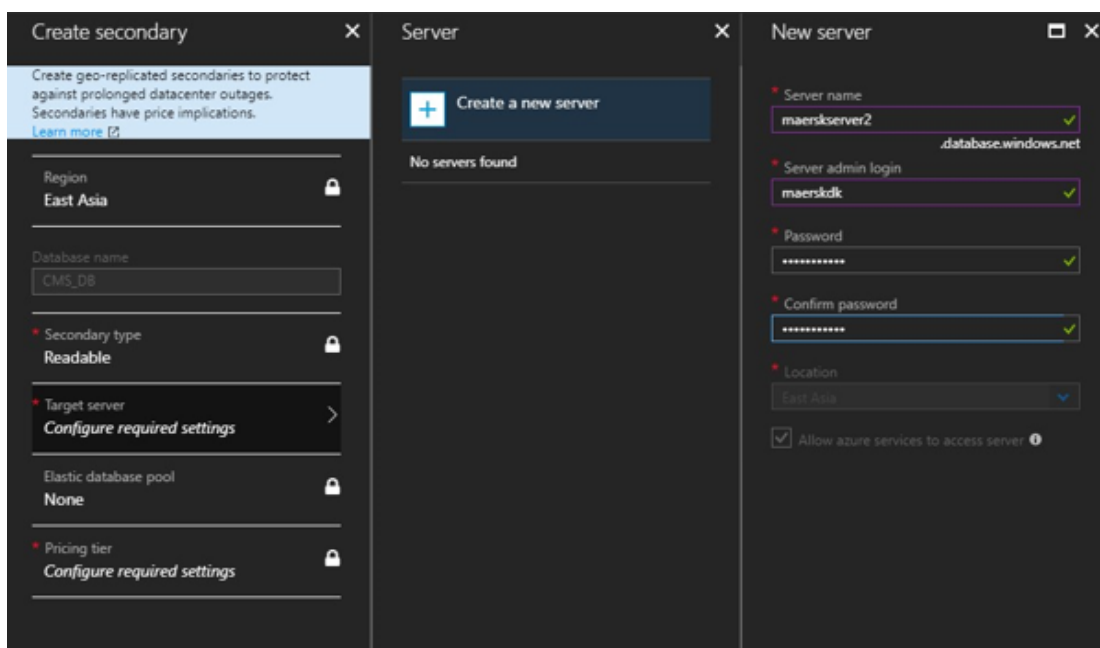 Create secondary
Create geo-replicated secondaries to protect
against prolonged datacenter outages.
Secondaries have price implications.
Learn more
Region
East Asia
Database name
CMS_DB
* Secondary type
Readable
* Target server
Configure required settings
Elastic database pool
None
* Pricing tier
Configure required settings
Server
Create a new server
No servers found
New server
* Server name
maerskserver2
.database.windows.net
* Server admin login
maerskdk
* Password
•••••••••••
* Confirm password
•••••••••••
* Location
East Asia
Allow azure services to access server